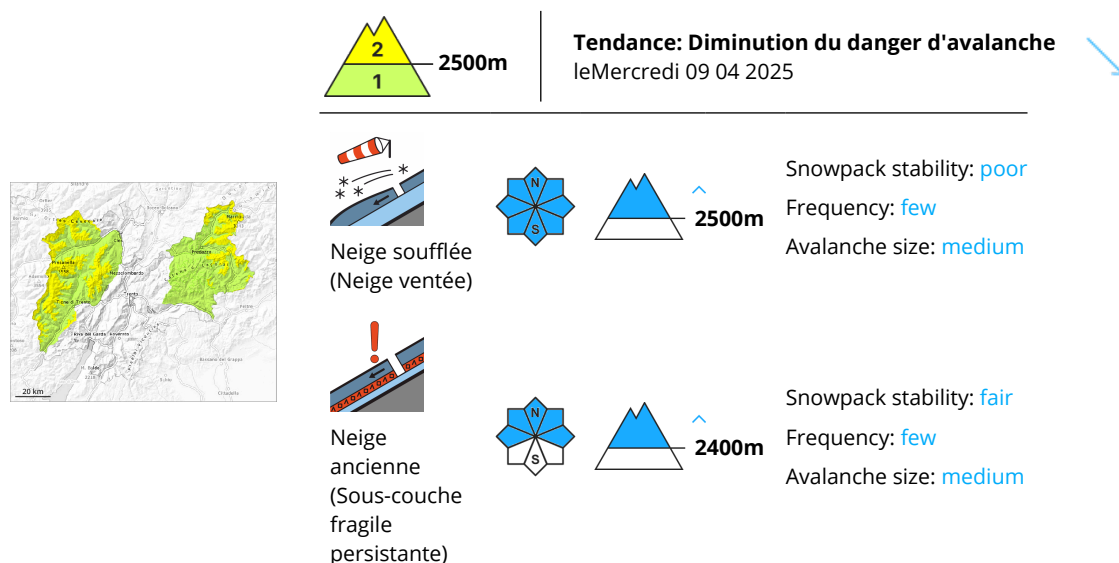 2
2500m
1
Tendance: Diminution du danger d'avalanche
leMercredi 09 04 2025
N
S
2500m
Snowpack stability: poor
Frequency: few
Avalanche size: medium
Neige soufflée
(Neige ventée)
Trento
20 km
N
S
2400m
Snowpack stability: fair
Frequency: few
Avalanche size: medium
Neige
ancienne
(Sous-couche
fragile
persistante)